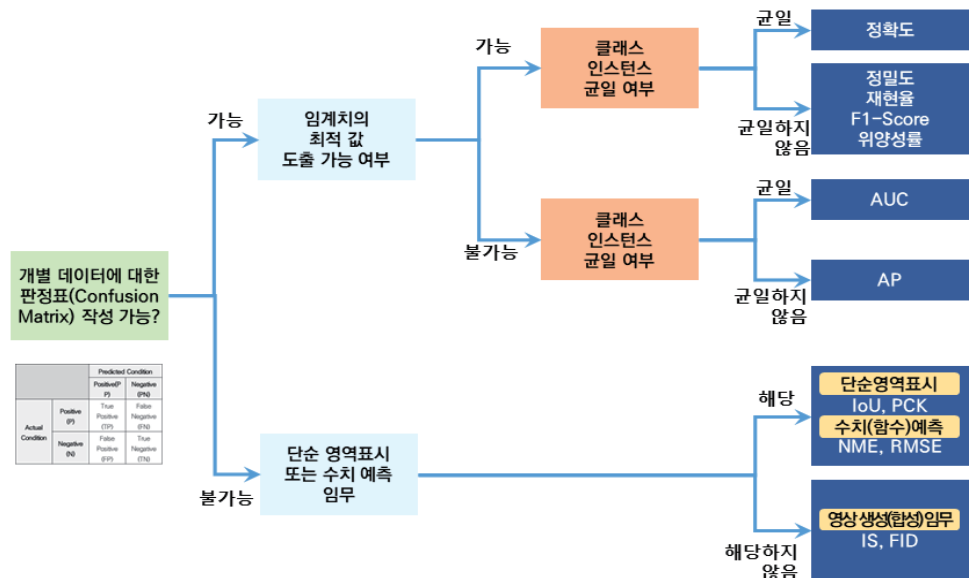 개별 데이터에 대한
판정표(Confusion
Matrix) 작성 가능?
Predicted Condition
Positive(P
P)
Negative
(PN)
Actual
Condition
Positive
(P)
True
Positive
(TP)
False
Negative
(FN)
Negative
(N)
False
Positive
(FP)
True
Negative
(TN)
가능
임계치의
최적 값
도출 가능 여부
가능
클래스
인스턴스
균일 여부
균일
정확도
균일하지
않음
정밀도
재현율
F1-Score
위양성률
불가능
클래스
인스턴스
균일 여부
균일
AUC
균일하지
않음
AP
불가능
단순 영역표시
또는 수치 예측
임무
해당
단순영역표시
IoU, PCK
수치(함수)예측
NME, RMSE
해당하지
않음
영상 생성(합성) 임무
IS, FID